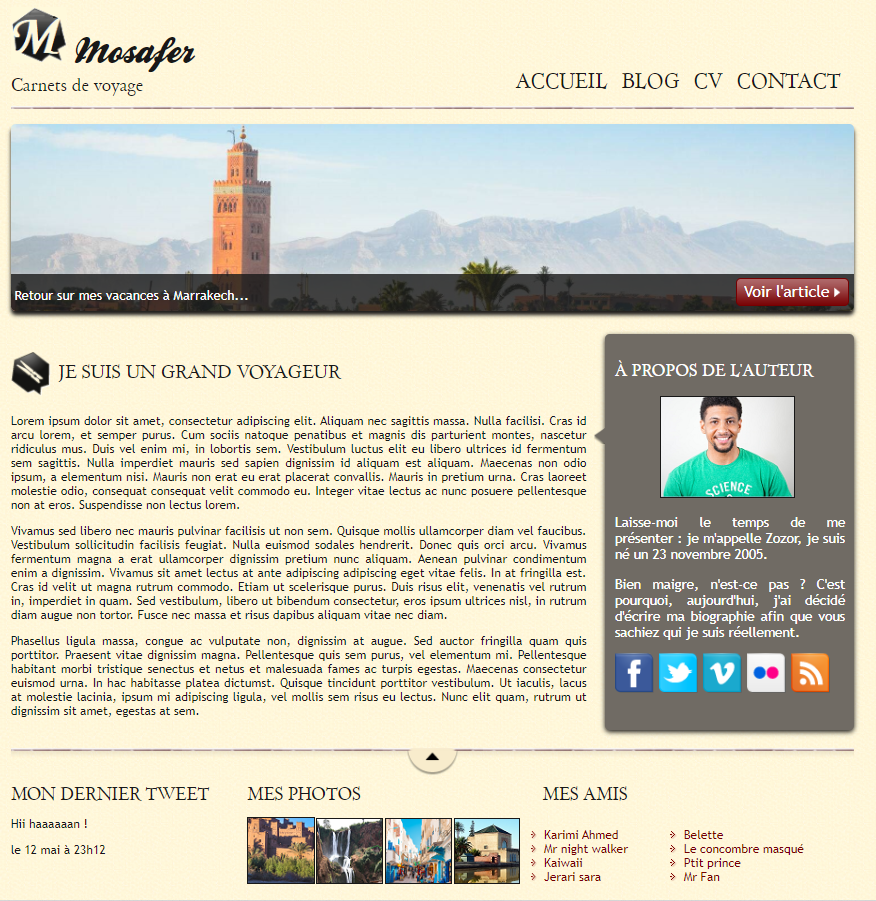 M Mosafer
Carnets de voyage
ACCUEIL BLOG CV CONTACT
Retour sur mes vacances à Marrakech...
Voir l'article
JE SUIS UN GRAND VOYAGEUR
Lorem ipsum dolor sit amet, consectetur adipiscing elit. Aliquam nec sagittis massa. Nulla facilisi. Cras id
arcu lorem, et semper purus. Cum sociis natoque penatibus et magnis dis parturient montes, nascetur
ridiculus mus. Duis vel enim mi, in lobortis sem. Vestibulum luctus elit eu libero ultrices id fermentum
sem sagittis. Nulla imperdiet mauris sed sapien dignissim id aliquam est aliquam. Maecenas non odio
ipsum, a elementum nisi. Mauris non erat eu erat placerat convallis. Mauris in pretium urna. Cras laoreet
molestie odio, consequat consequat velit commodo eu. Integer vitae lectus ac nunc posuere pellentesque
non at eros. Suspendisse non lectus lorem.
Vivamus sed libero nec mauris pulvinar facilisis ut non sem. Quisque mollis ullamcorper diam vel faucibus.
Vestibulum sollicitudin facilisis feugiat. Nulla euismod sodales hendrerit. Donec quis orci arcu. Vivamus
fermentum magna a erat ullamcorper dignissim pretium nunc aliquam. Aenean pulvinar condimentum
enim a dignissim. Vivamus sit amet lectus at ante adipiscing adipiscing eget vitae felis. In at fringilla est.
Cras id velit ut magna rutrum commodo. Etiam ut scelerisque purus. Duis risus elit, venenatis vel rutrum
in, imperdiet in quam. Sed vestibulum, libero ut bibendum consectetur, eros ipsum ultrices nisl, in rutrum
diam augue non tortor. Fusce nec massa et risus dapibus aliquam vitae nec diam.
Phasellus ligula massa, congue ac vulputate non, dignissim at augue. Sed auctor fringilla quam quis
porttitor. Praesent vitae dignissim magna. Pellentesque quis sem purus, vel elementum mi. Pellentesque
habitant morbi tristique senectus et netus et malesuada fames ac turpis egestas. Maecenas consectetur
euismod urna. In hac habitasse platea dictumst. Quisque tincidunt porttitor vestibulum. Ut iaculis, lacus
at molestie lacinia, ipsum mi adipiscing ligula, vel mollis sem risus eu lectus. Nunc elit quam, rutrum ut
dignissim sit amet, egestas at sem.
À PROPOS DE L'AUTEUR
SCIENCE
Laisse-moi le temps de me
présenter : je m'appelle Zozor, je suis
né un 23 novembre 2005.
Bien maigre, n'est-ce pas ? C'est
pourquoi, aujourd'hui, j'ai décidé
d'écrire ma biographie afin que vous
sachiez qui je suis réellement.
MON DERNIER TWEET
Hii haaaaaan !
le 12 mai à 23h12
MES PHOTOS
MES AMIS
Karimi Ahmed
Mr night walker
Kaiwaii
Jerari sara
Belette
Le concombre masqué
Ptit prince
Mr Fan